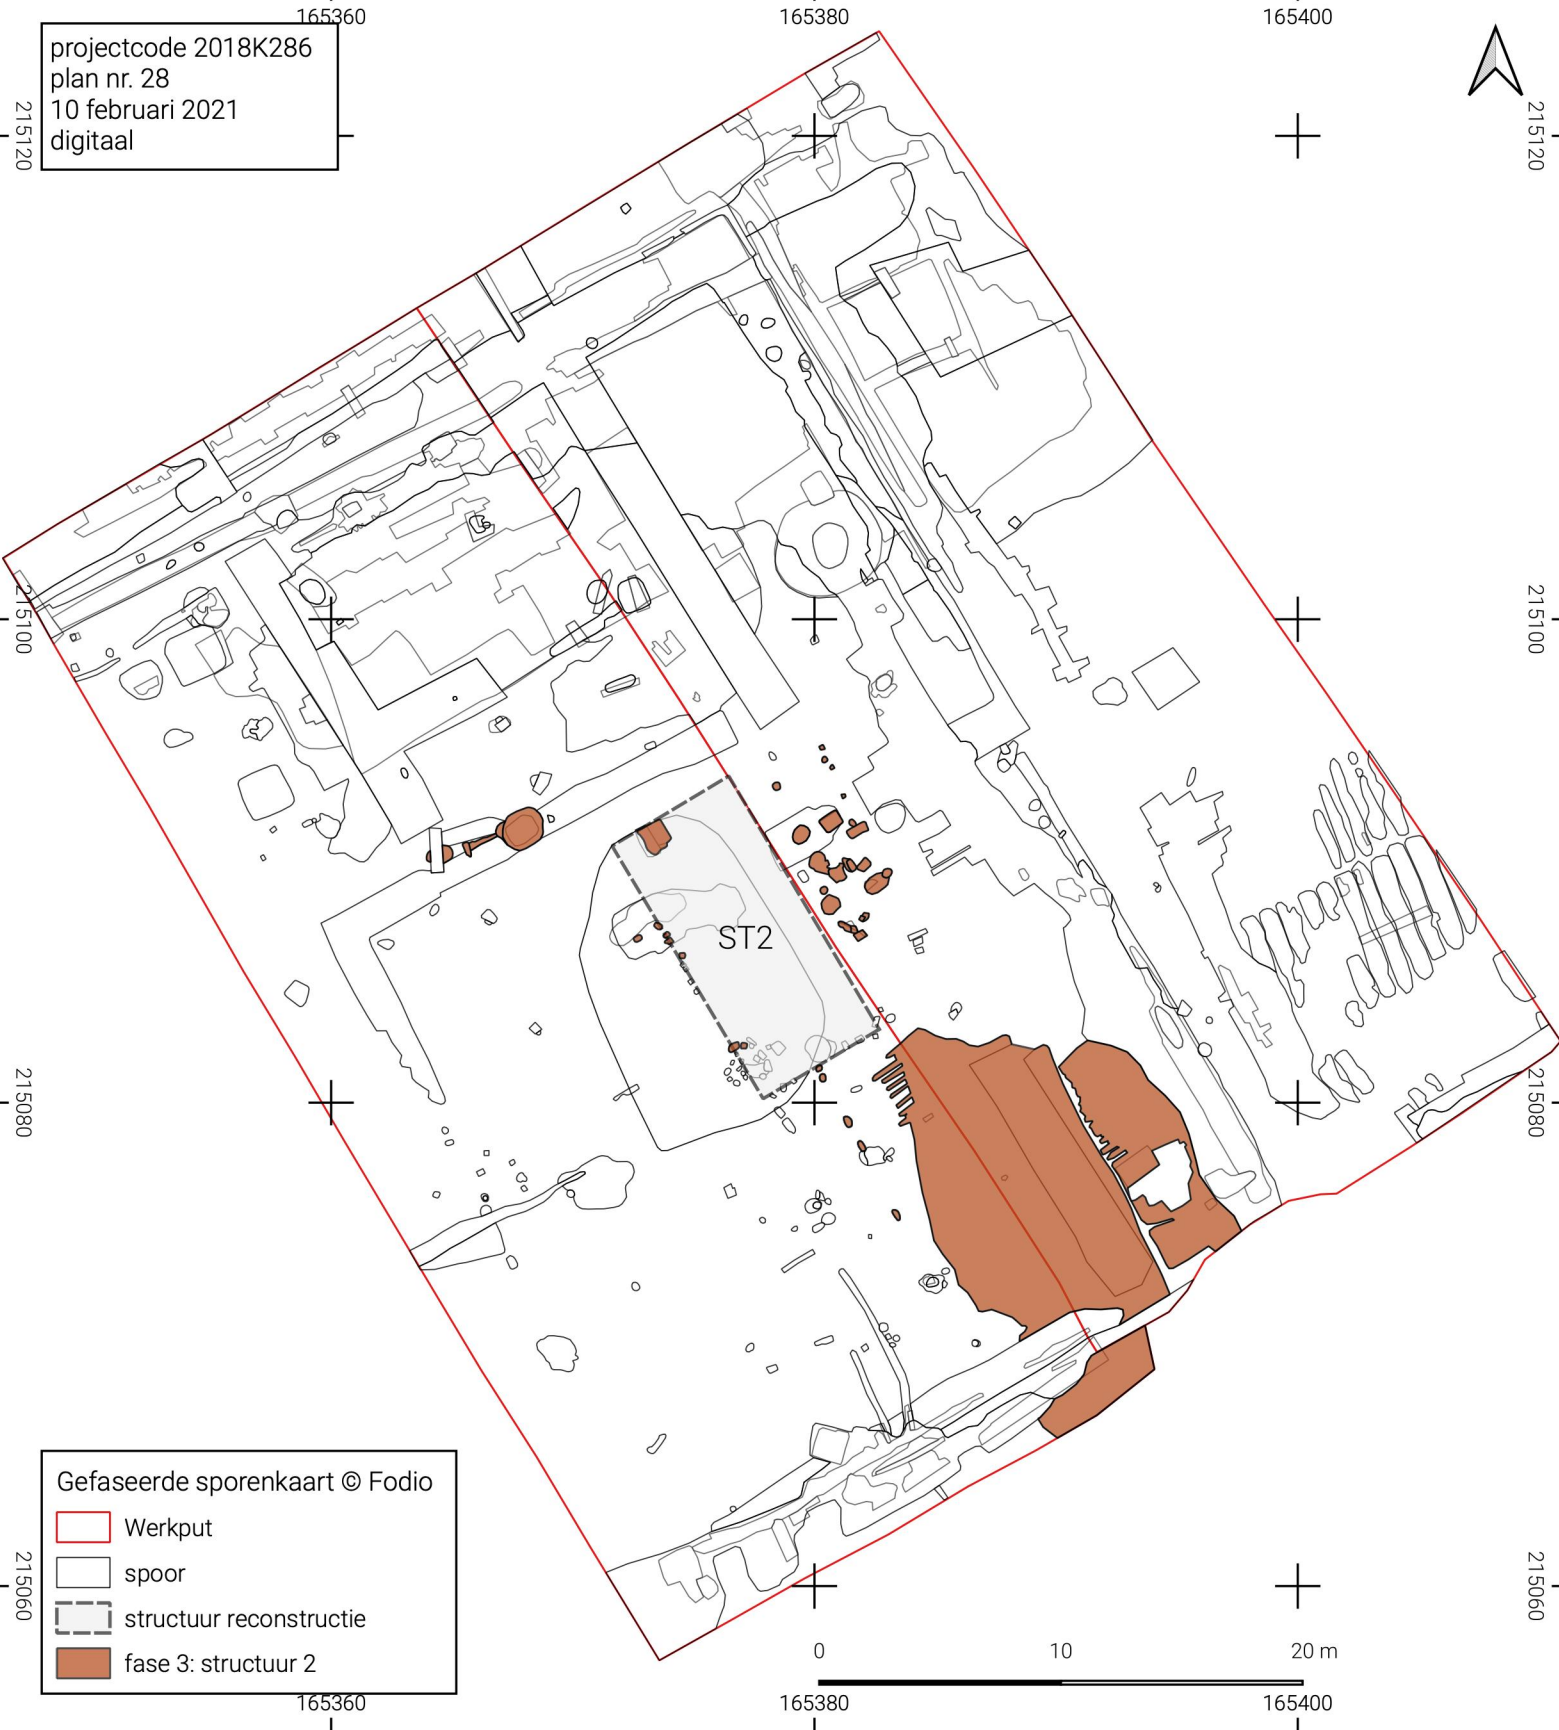 165360
165380
165400
projectcode 2018K286
plan nr. 28
10 februari 2021
digitaal
215120
215120
215100
215100
ST2
215080
215080
Gefaseerde sporenkaart © Fodio
Werkput
spoor
structuur reconstructie
fase 3: structuur 2
215060
215060
0
10
20 m
165360
165380
165400